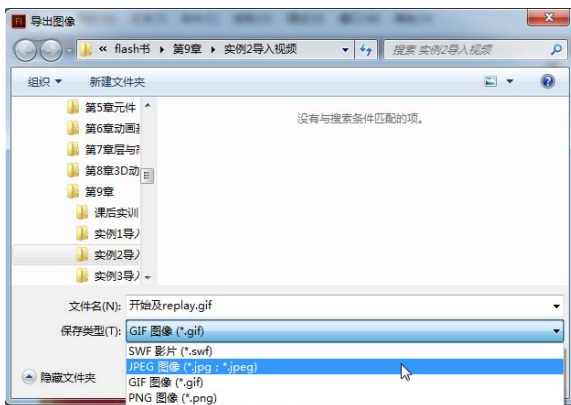 导出图像
« flash书 ▸ 第9章 ▸ 实例2导入视频
搜索 实例2导入视频
组织 新建文件夹
第5章元件
第6章动画
第7章层与
第8章3D动
第9章
课后实训
实例1导入
实例2导入
实例3导入
没有与搜索条件匹配的项。
文件名(N): 开始及replay.gif
保存类型(T): GIF 图像 (*.gif)
SWF 影片 (*.swf)
JPEG 图像 (*.jpg ; *.jpeg)
GIF 图像 (*.gif)
PNG 图像 (*.png)
隐藏文件夹